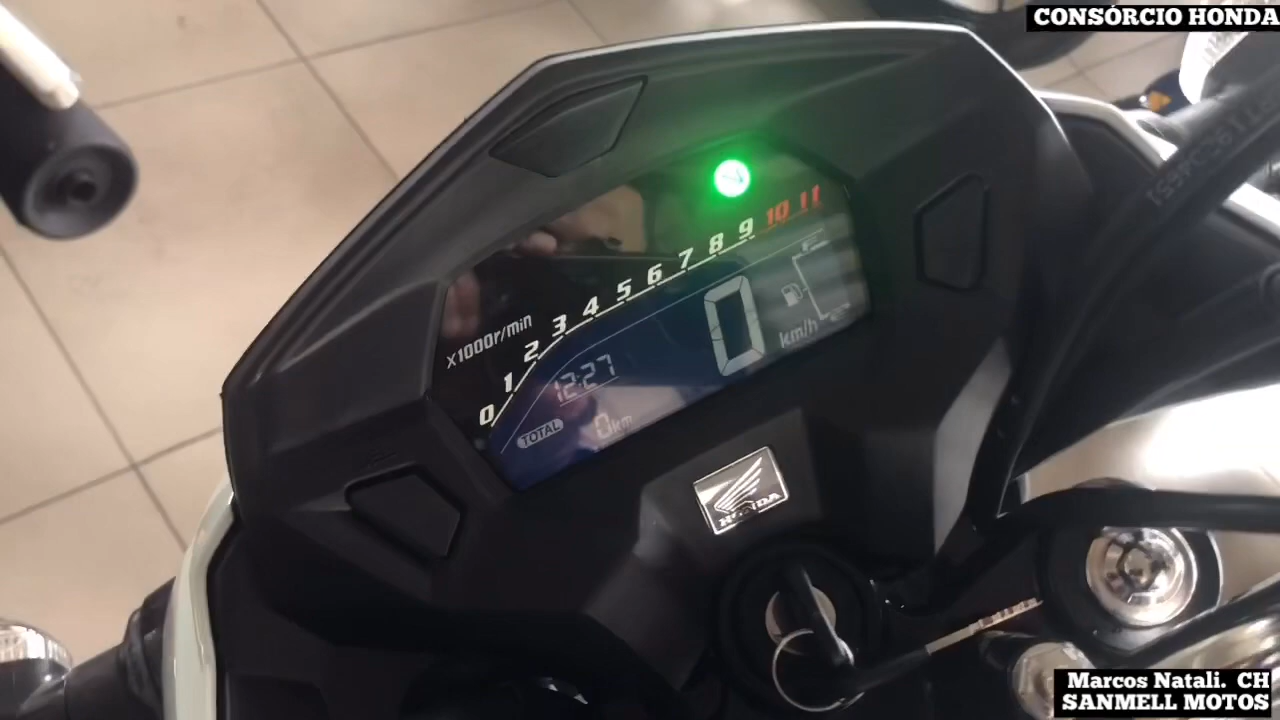 CONSÓRCIO HONDA
N
11
10
9
8
7
6
5
4
3
2
1
0
x1000r/min
F
0
km/h
12:27
TOTAL 0km
HONDA
Marcos Natali. CH
SANMELL MOTOS